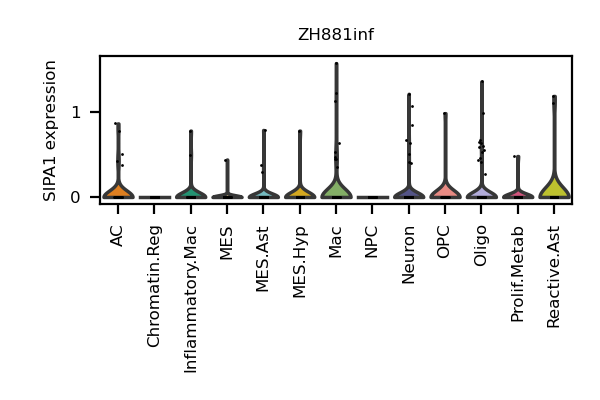 ZH881inf
SIPA1 expression
1
0
AC
Chromatin.Reg
Inflammatory.Mac
MES
MES.Ast
MES.Hyp
Mac
NPC
Neuron
OPC
Oligo
Prolif.Metab
Reactive.Ast